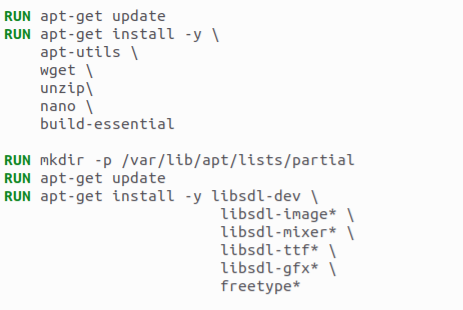 RUN apt-get update
RUN apt-get install -y \
    apt-utils \
    wget \
    unzip\
    nano \
    build-essential

RUN mkdir -p /var/lib/apt/lists/partial
RUN apt-get update
RUN apt-get install -y libsdl-dev \
                        libsdl-image* \
                        libsdl-mixer* \
                        libsdl-ttf* \
                        libsdl-gfx* \
                        freetype*